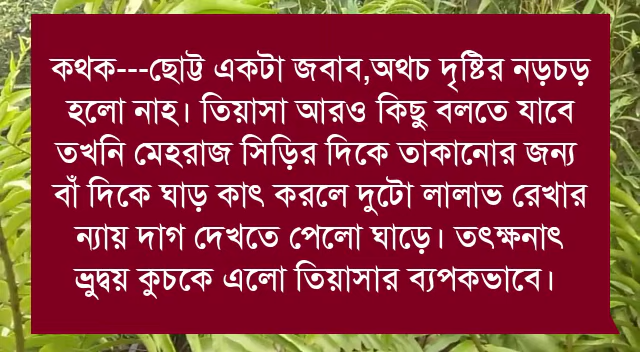 কথক---ছোট্ট একটা জবাব,অথচ দৃষ্টির নড়চড়
হলো নাহ। তিয়াসা আরও কিছু বলতে যাবে
তখনি মেহরাজ সিড়ির দিকে তাকানোর জন্য
বাঁ দিকে ঘাড় কাৎ করলে দুটো লালাভ রেখার
ন্যায় দাগ দেখতে পেলো ঘাড়ে। তৎক্ষনাৎ
ভ্রুদ্বয় কুচকে এলো তিয়াসার ব্যপকভাবে।